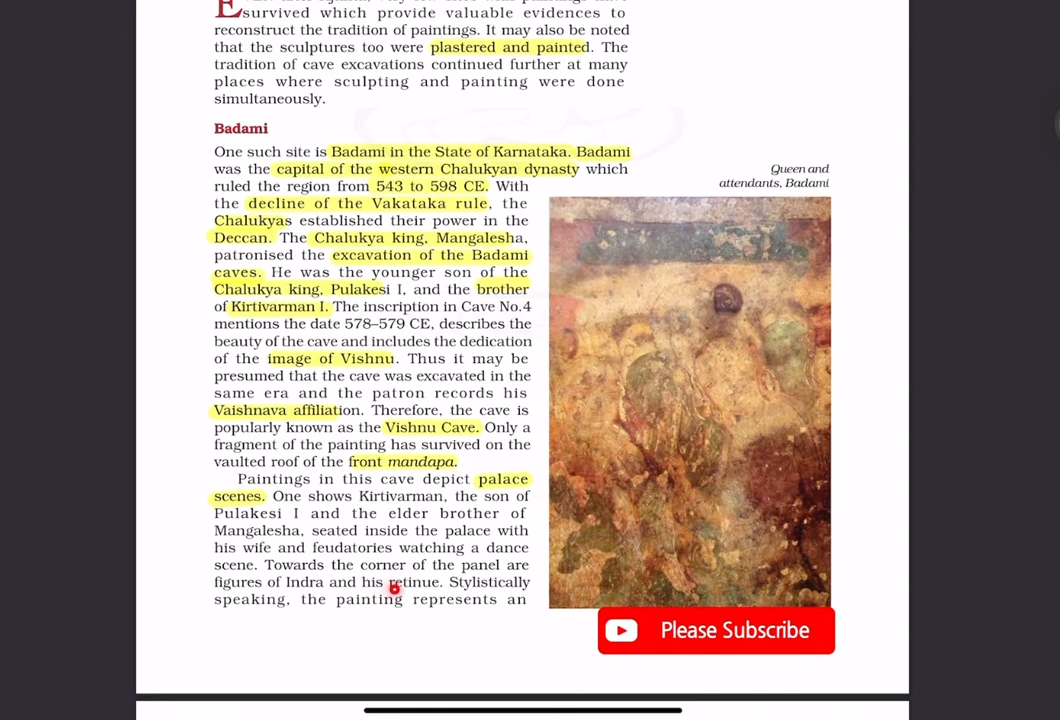 survived which provide valuable evidences to
reconstruct the tradition of paintings. It may also be noted
that the sculptures too were plastered and painted. The
tradition of cave excavations continued further at many
places where sculpting and painting were done
simultaneously.
Badami
One such site is Badami in the State of Karnataka. Badami
was the capital of the western Chalukyan dynasty which
ruled the region from 543 to 598 CE. With
the decline of the Vakataka rule, the
Chalukyas established their power in the
Deccan. The Chalukya king, Mangalesha,
patronised the excavation of the Badami
caves. He was the younger son of the
Chalukya king, Pulakesi I, and the brother
of Kirtivarman I. The inscription in Cave No.4
mentions the date 578–579 CE, describes the
beauty of the cave and includes the dedication
of the image of Vishnu. Thus it may be
presumed that the cave was excavated in the
same era and the patron records his
Vaishnava affiliation. Therefore, the cave is
popularly known as the Vishnu Cave. Only a
fragment of the painting has survived on the
vaulted roof of the front mandapa.
Paintings in this cave depict palace
scenes. One shows Kirtivarman, the son of
Pulakesi I and the elder brother of
Mangalesha, seated inside the palace with
his wife and feudatories watching a dance
scene. Towards the corner of the panel are
figures of Indra and his retinue. Stylistically
speaking, the painting represents an
Queen and
attendants, Badami
Please Subscribe